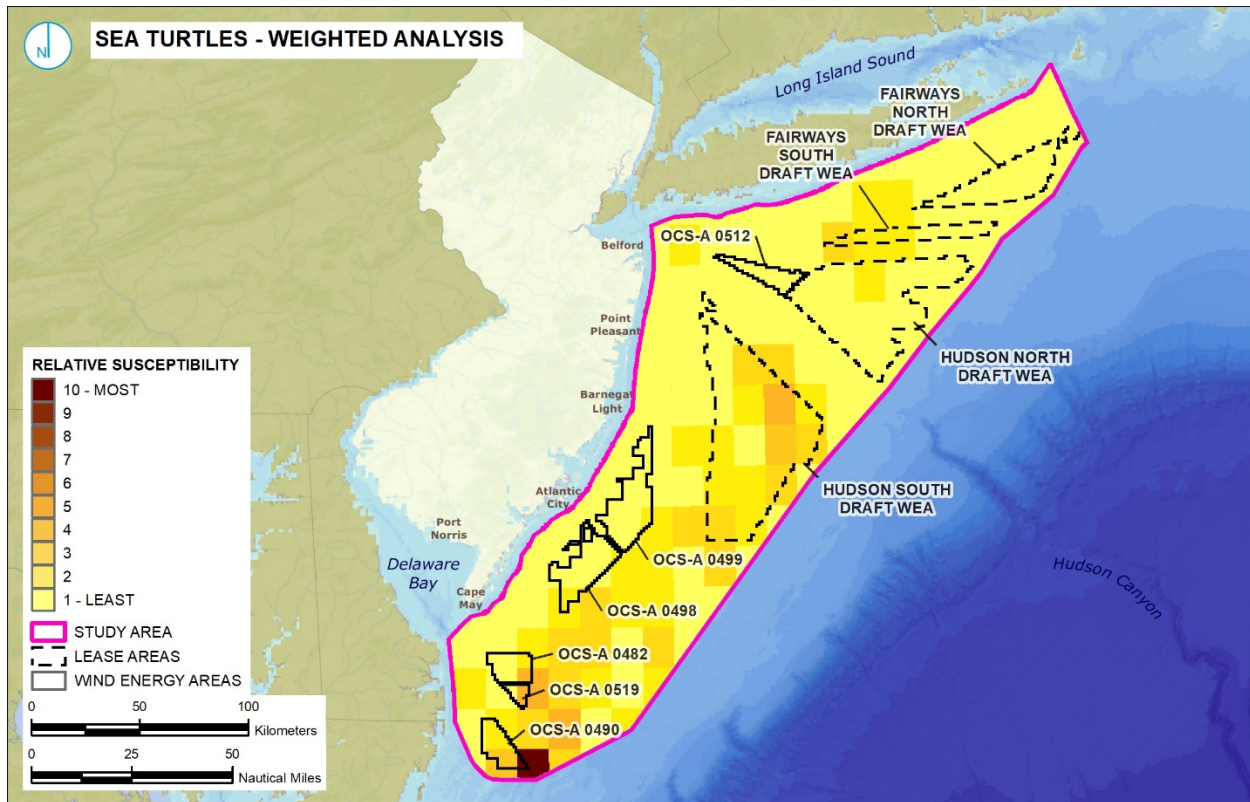 N
SEA TURTLES - WEIGHTED ANALYSIS
Long Island Sound
FAIRWAYS
NORTH
DRAFT WEA
FAIRWAYS
SOUTH
DRAFT WEA
OCS-A 0512
Belford
Point
Pleasant
HUDSON NORTH
DRAFT WEA
Barnegat
Light
HUDSON SOUTH
DRAFT WEA
Atlantic
City
Port
Norris
OCS-A 0499
Delaware
Bay
Hudson Canyon
Cape
May
OCS-A 0498
OCS-A 0482
OCS-A 0519
OCS-A 0490
RELATIVE SUSCEPTIBILITY
10 - MOST
9
8
7
6
5
4
3
2
1 - LEAST
STUDY AREA
LEASE AREAS
WIND ENERGY AREAS
0 50 100
Kilometers
0 25 50
Nautical Miles